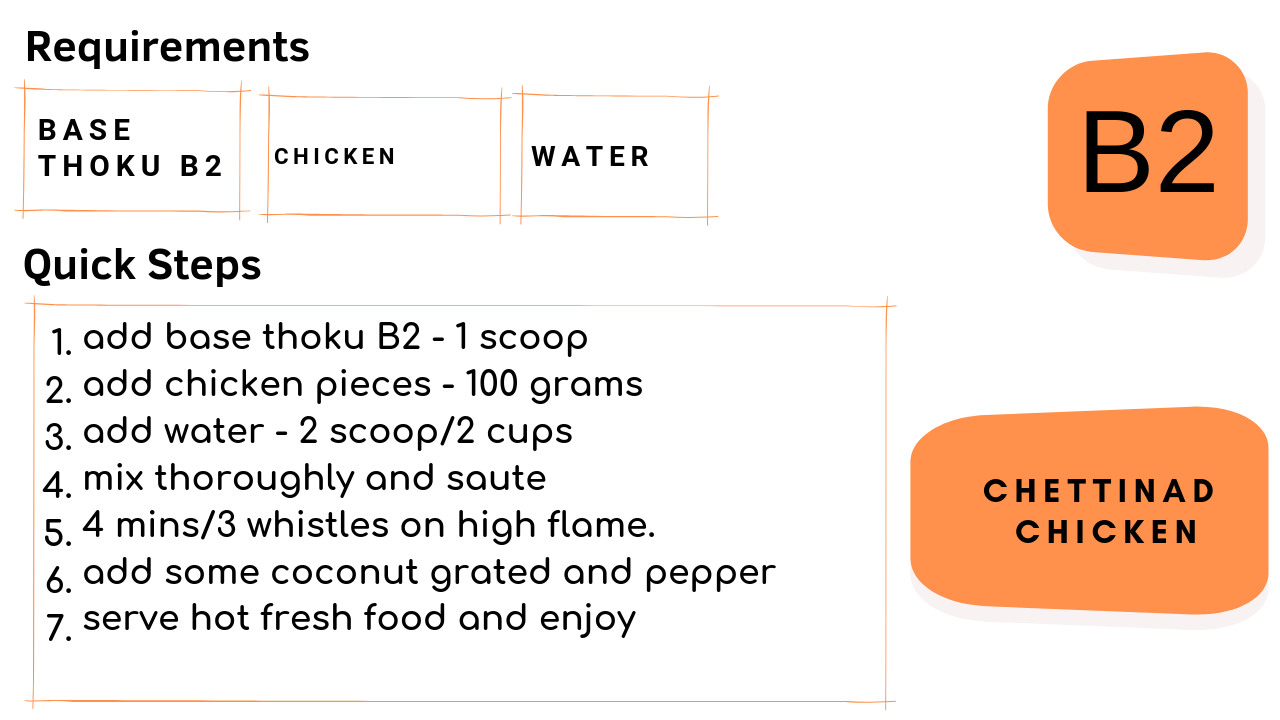 Requirements
BASE
THOKU B2
CHICKEN
WATER
B2
Quick Steps
1. add base thoku B2 - 1 scoop
2. add chicken pieces - 100 grams
3. add water - 2 scoop/2 cups
4. mix thoroughly and saute
5. 4 mins/3 whistles on high flame.
6. add some coconut grated and pepper
7. serve hot fresh food and enjoy
CHETTINAD
CHICKEN